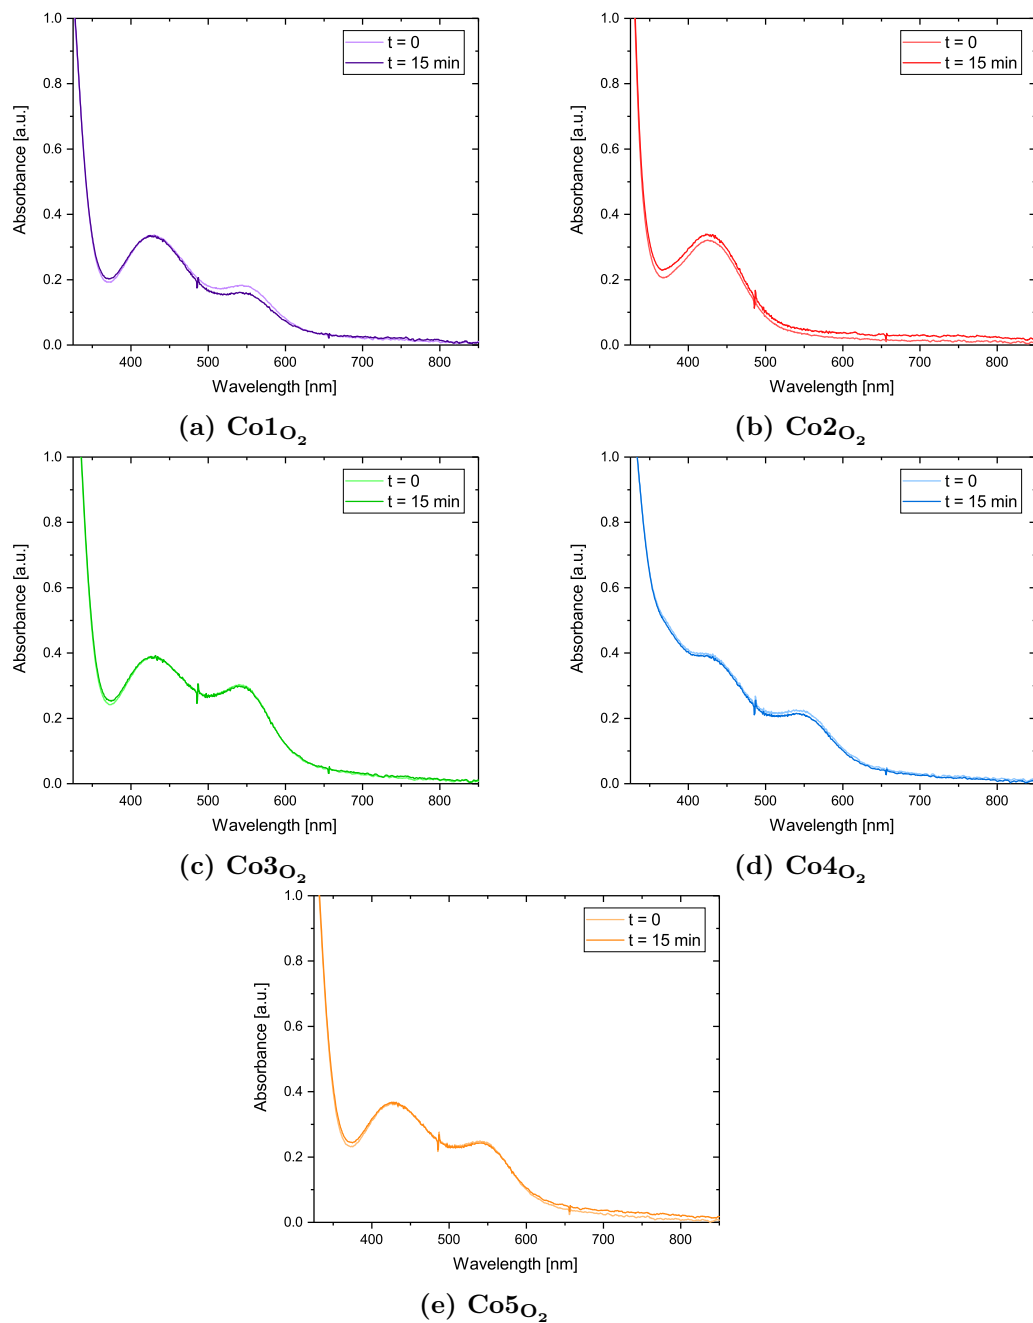 1.0
0.8
0.6
0.4
0.2
0.0
Absorbance [a.u.]
t = 0
t = 15 min
400 500 600 700 800
Wavelength [nm]
(a) Co1O2
1.0
0.8
0.6
0.4
0.2
0.0
Absorbance [a.u.]
t = 0
t = 15 min
400 500 600 700 800
Wavelength [nm]
(b) Co2O2
1.0
0.8
0.6
0.4
0.2
0.0
Absorbance [a.u.]
t = 0
t = 15 min
400 500 600 700 800
Wavelength [nm]
(c) Co3O2
1.0
0.8
0.6
0.4
0.2
0.0
Absorbance [a.u.]
t = 0
t = 15 min
400 500 600 700 800
Wavelength [nm]
(d) Co4O2
1.0
0.8
0.6
0.4
0.2
0.0
Absorbance [a.u.]
t = 0
t = 15 min
400 500 600 700 800
Wavelength [nm]
(e) Co5O2